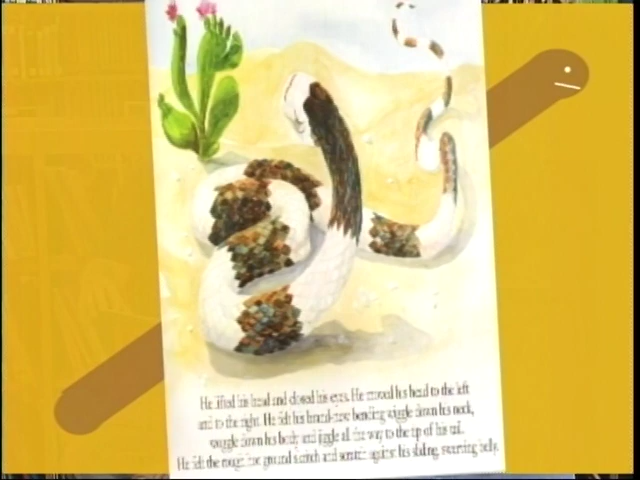 He lifted his head and closed his eyes. He moved his head to the left
and to the right. He felt his brand-new bending wiggle down his neck,
waggle down his body and jiggle all the way to the tip of his tail.
He felt the rough ground scratch and scratch against his sliding, belly.